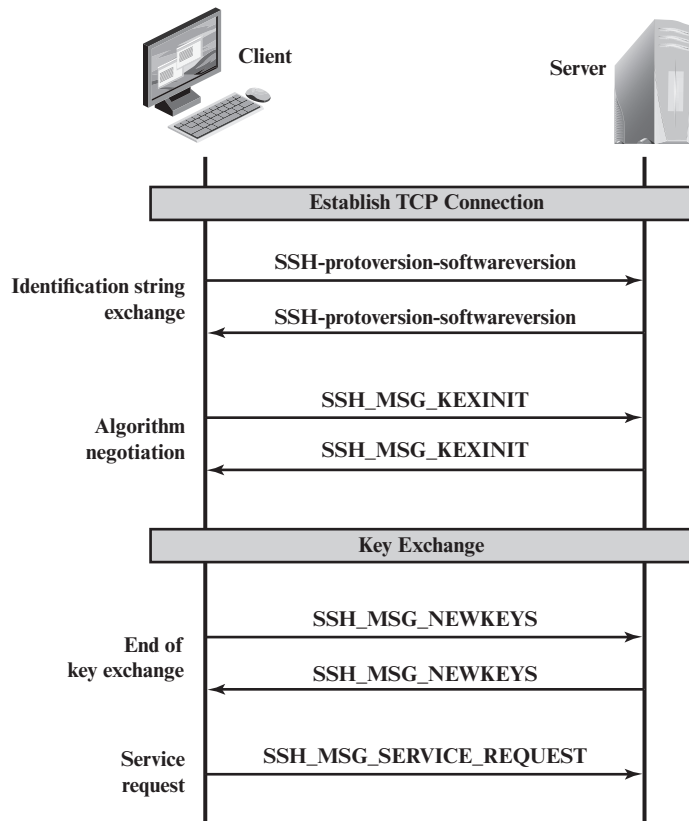 Client
Server
Establish TCP Connection
SSH-protoversion-softwareversion
Identification string
exchange
SSH-protoversion-softwareversion
SSH_MSG_KEXINIT
Algorithm
negotiation
SSH_MSG_KEXINIT
Key Exchange
SSH_MSG_NEWKEYS
End of
key exchange
SSH_MSG_NEWKEYS
Service
request
SSH_MSG_SERVICE_REQUEST